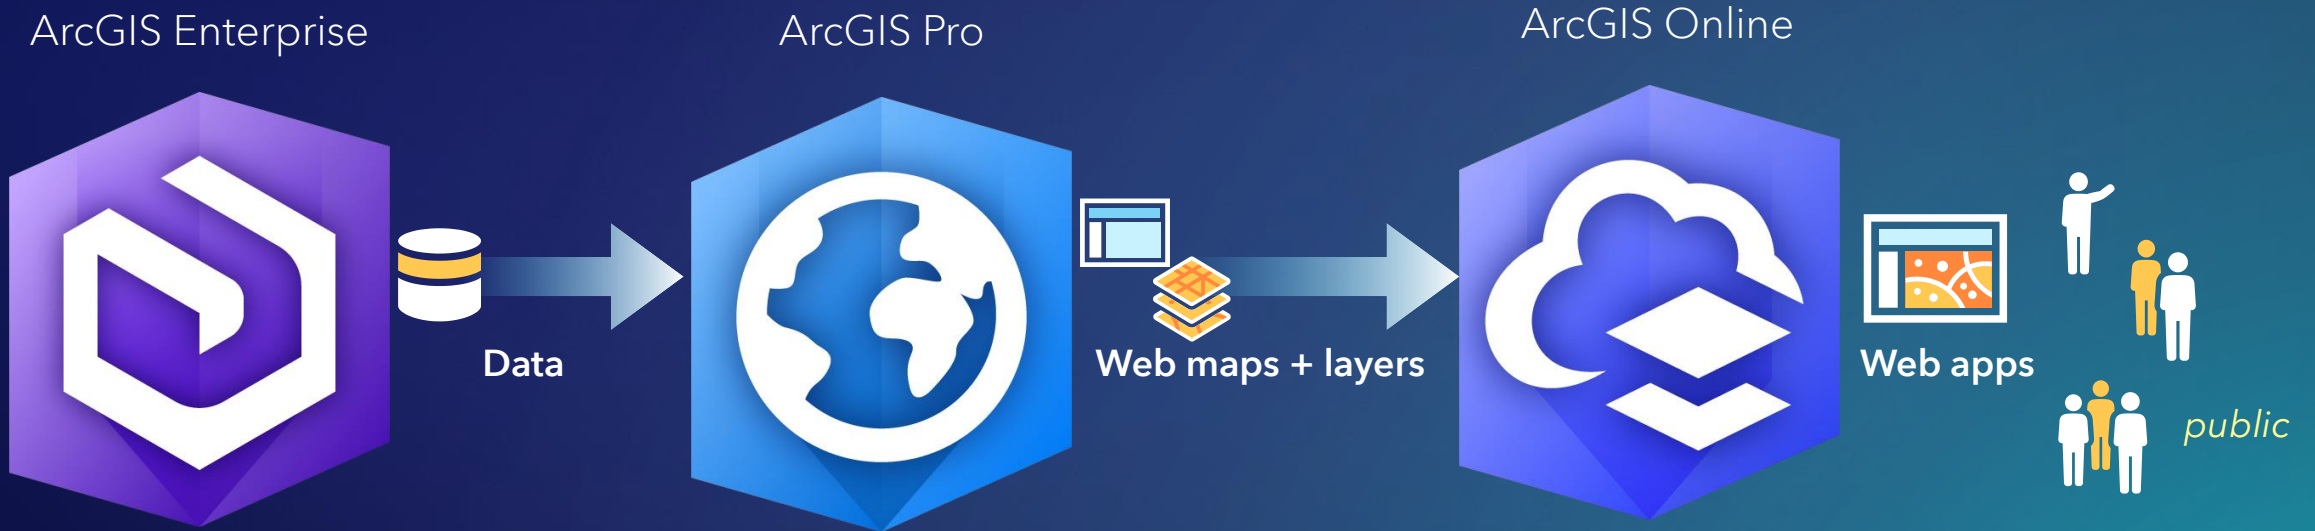 ArcGIS Enterprise
ArcGIS Pro
ArcGIS Online
Data
Web maps + layers
Web apps
public